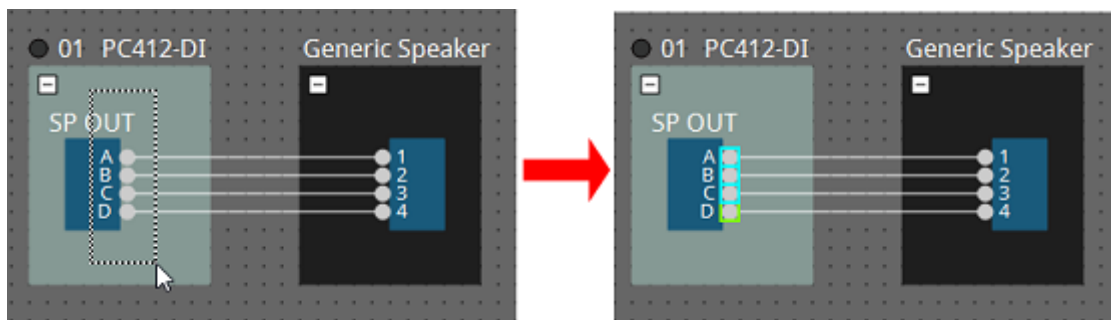 01 PC412-DI
Generic Speaker
SP OUT
A
B
C
D
1
2
3
4
01 PC412-DI
Generic Speaker
SP OUT
A
B
C
D
1
2
3
4